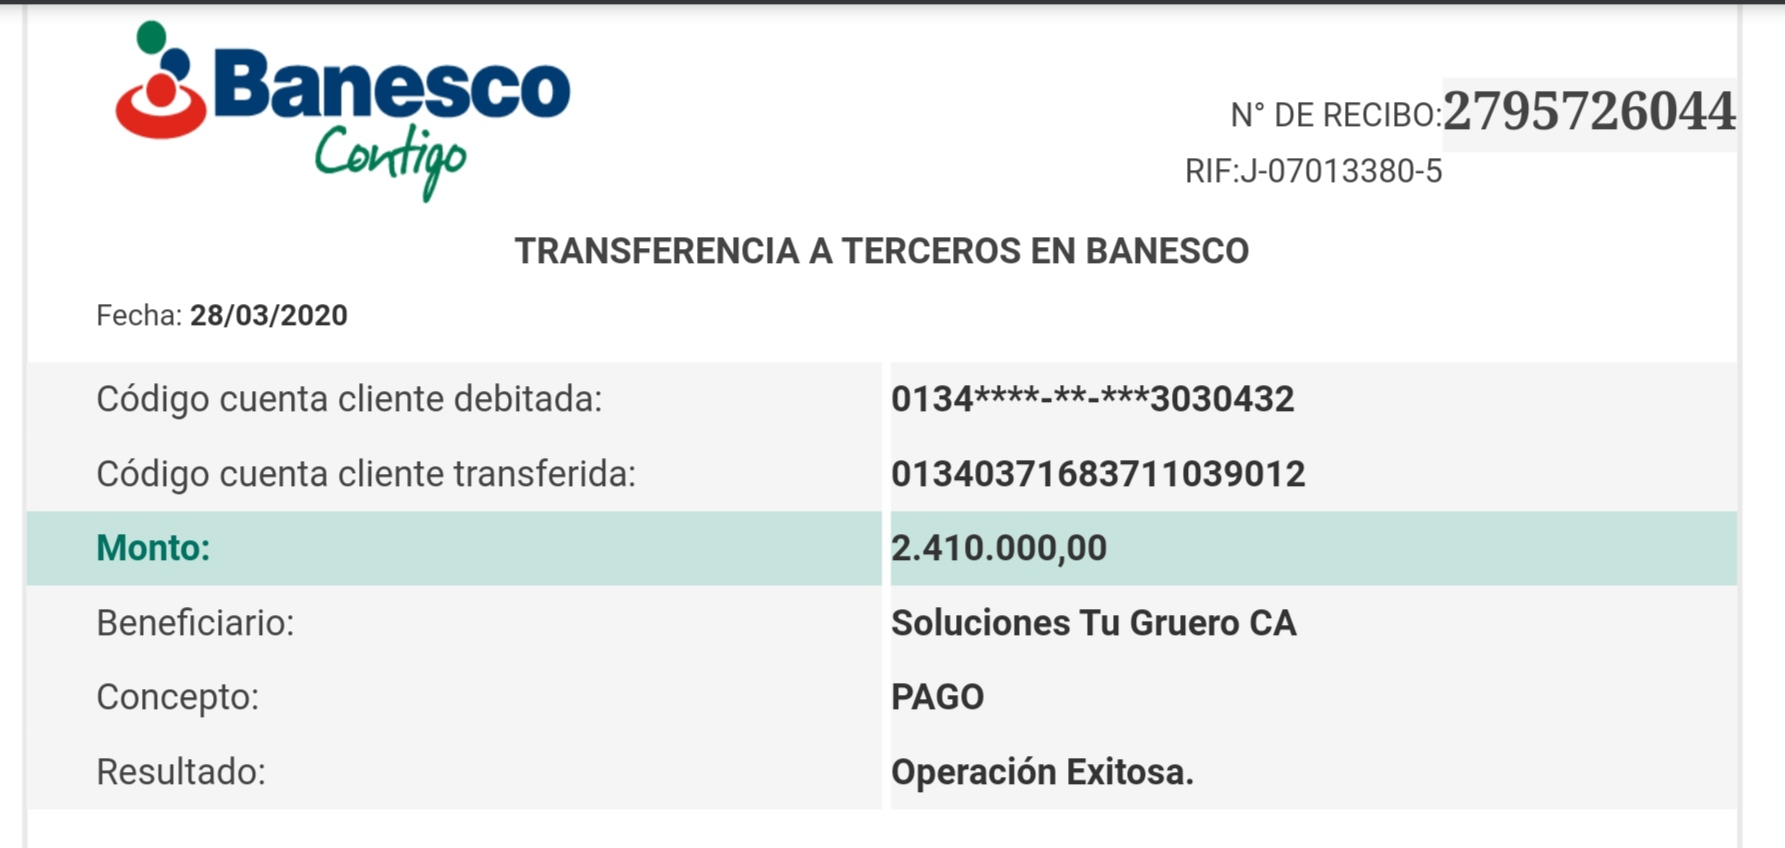 Banesco
Contigo
N° DE RECIBO:2795726044
RIF:J-07013380-5
TRANSFERENCIA A TERCEROS EN BANESCO
Fecha: 28/03/2020
Código cuenta cliente debitada: 0134****-**-***3030432
Código cuenta cliente transferida: 01340371683711039012
Monto: 2.410.000,00
Beneficiario: Soluciones Tu Gruero CA
Concepto: PAGO
Resultado: Operación Exitosa.